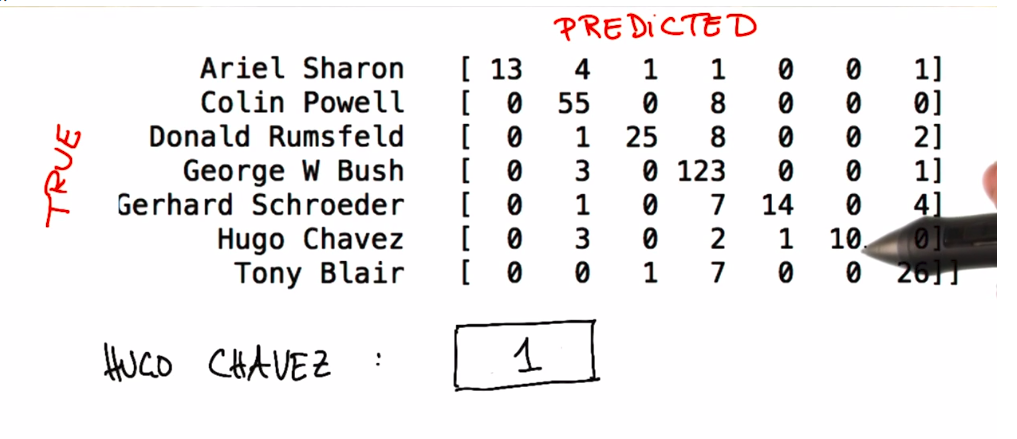 PREDiCTED
TRUE
Ariel Sharon [ 13 4 1 1 0 0 1]
Colin Powell [ 0 55 0 8 0 0 0]
Donald Rumsfeld [ 0 1 25 8 0 0 2]
George W Bush [ 0 3 0 123 0 0 1]
Gerhard Schroeder [ 0 1 0 7 14 0 4]
Hugo Chavez [ 0 3 0 2 1 10 0]
Tony Blair [ 0 0 1 7 0 0 26]]
HUGO CHAVEZ : 1